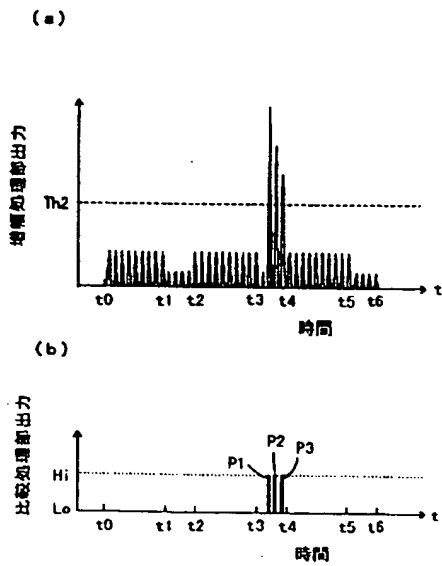 (a)
増幅処理部出力
Th2
t0 t1 t2 t3 t4 t5 t6 t
時間
(b)
比較処理部出力
P1 P2 P3
Hi
Lo
t0 t1 t2 t3 t4 t5 t6 t
時間